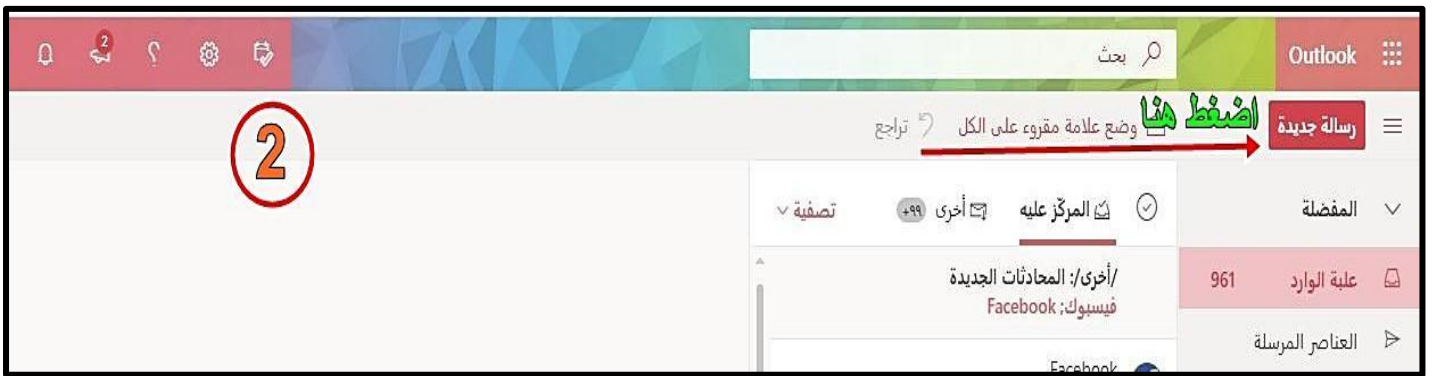 Outlook
بحث
2
رسالة جديدة
اضغط هنا
وضع علامة مقروء على الكل
تراجع
2
المفضلة
المركّز عليه
أخرى
+٩٩
تصفية
علبة الوارد 961
/أخرى/: المحادثات الجديدة
فيسبوك; Facebook
العناصر المرسلة
Facebook